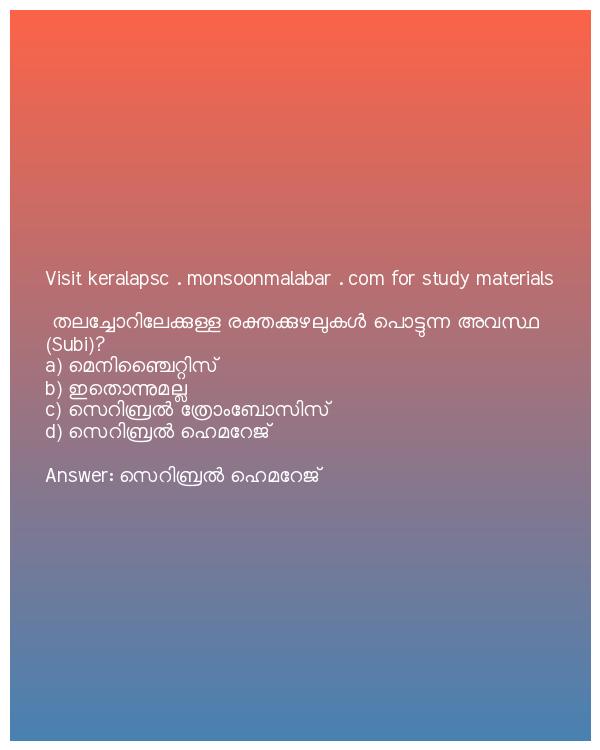 Visit keralapsc . monsoonmalabar . com for study materials
തലച്ചോറിലേക്കുള്ള രക്തക്കുഴലുകൾ പൊട്ടുന്ന അവസ്ഥ
(Subi)?
a) മെനിഞ്ചൈറ്റിസ്
b) ഇതൊന്നുമല്ല
c) സെറിബ്രൽ ത്രോംബോസിസ്
d) സെറിബ്രൽ ഹെമറേജ്
Answer: സെറിബ്രൽ ഹെമറേജ്